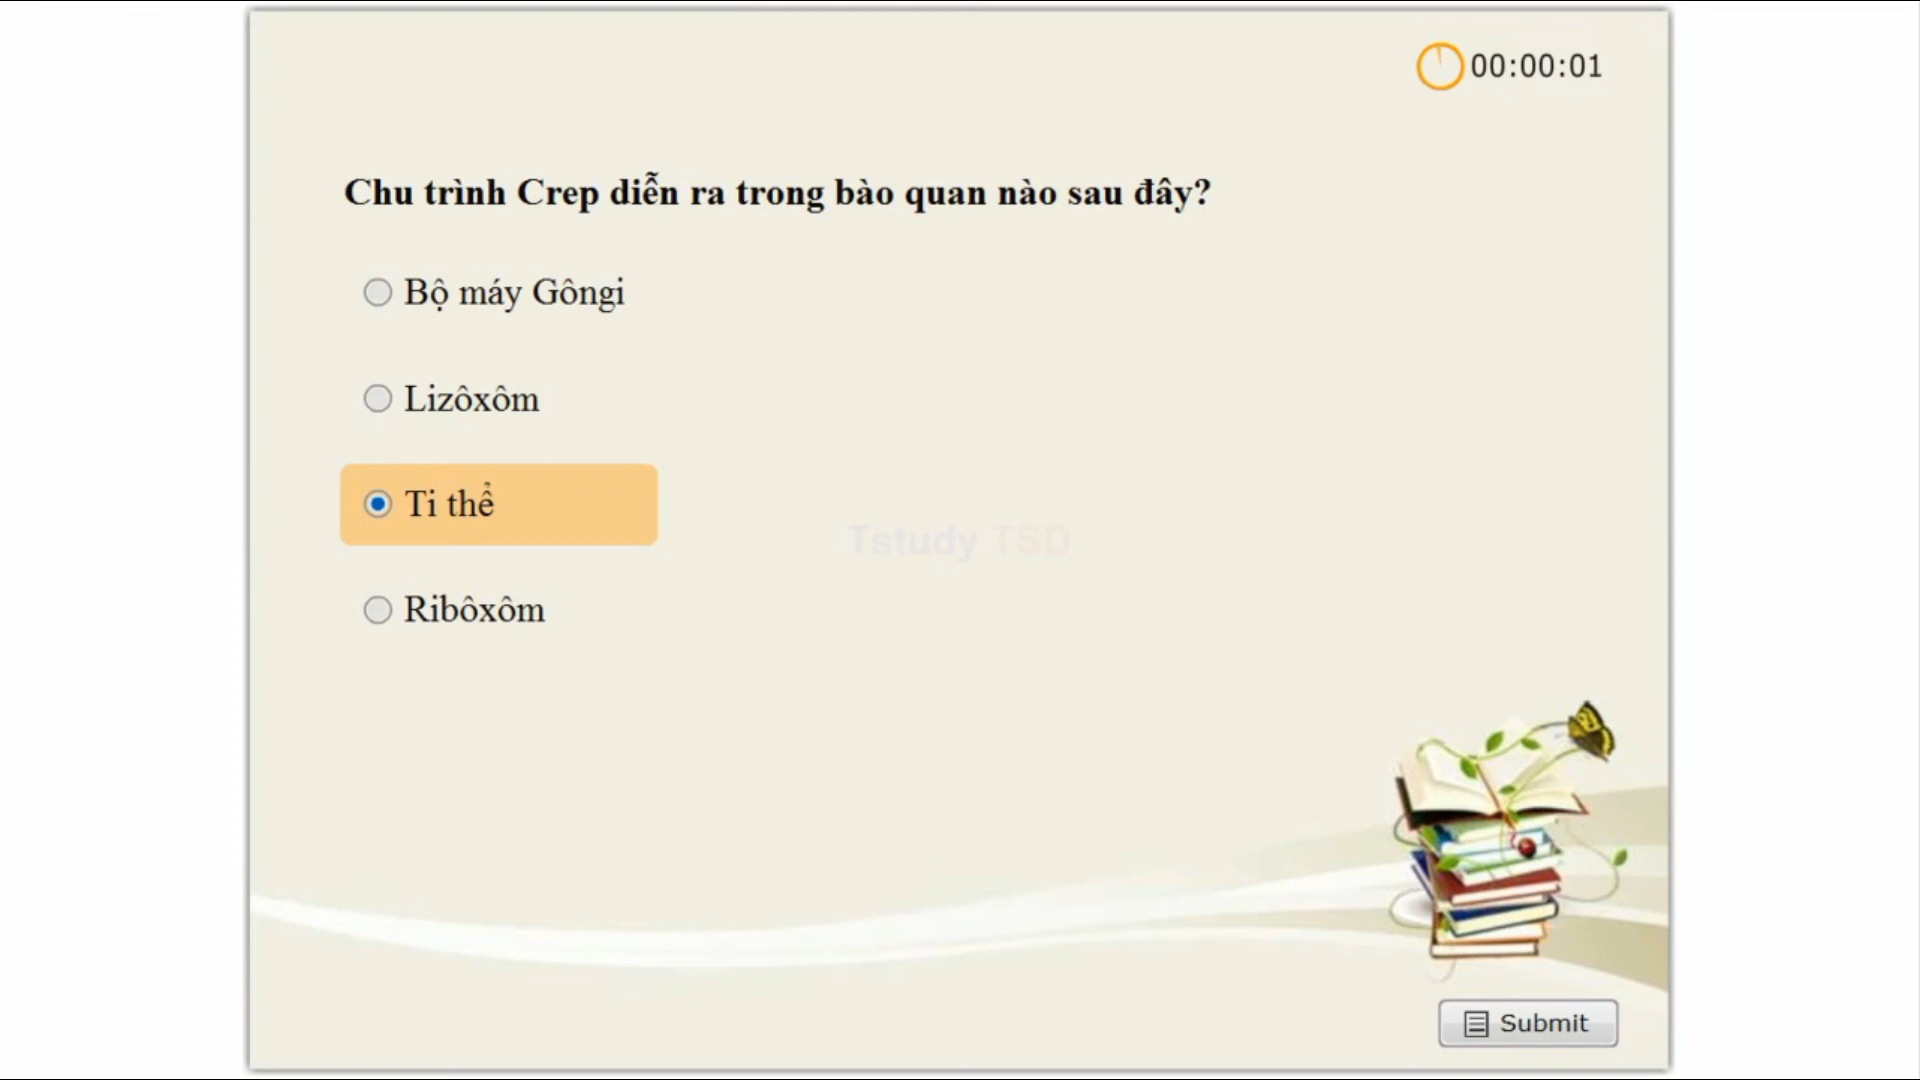 00:00:01
Chu trình Crep diễn ra trong bào quan nào sau đây?
Bộ máy Gôngi
Lizôxôm
Ti thể
Tstudy TSD
Ribôxôm
Submit